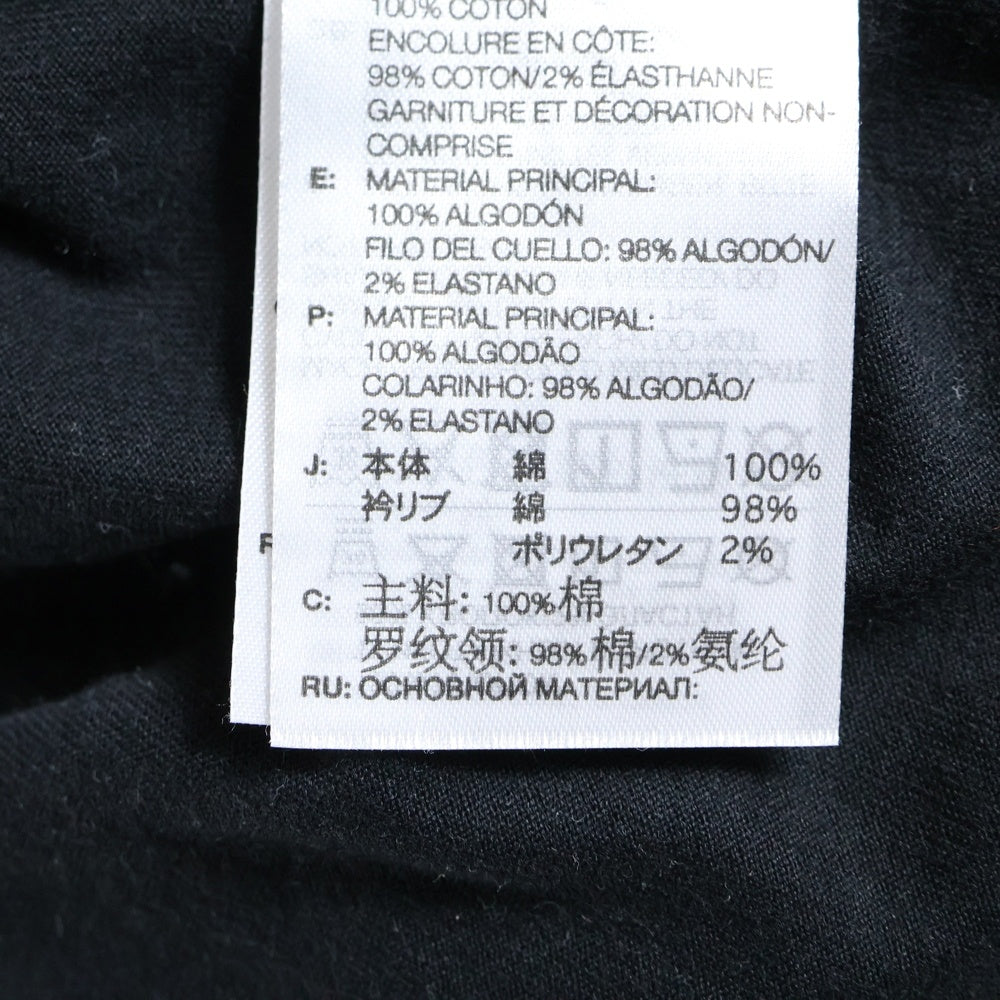 100% COTON
ENCOLURE EN CÔTE:
98% COTON/2% ÉLASTHANNE
GARNITURE ET DÉCORATION NON-
COMPRISE
E: MATERIAL PRINCIPAL:
100% ALGODÓN
FILO DEL CUELLO: 98% ALGODÓN/
2% ELASTANO
P: MATERIAL PRINCIPAL:
100% ALGODÃO
COLARINHO: 98% ALGODÃO/
2% ELASTANO
J: 本体 綿 100%
衿リブ 綿 98%
ポリウレタン 2%
C: 主料: 100%棉
罗纹领: 98%棉/2%氨纶
RU: ОСНОВНОЙ МАТЕРИАЛ: